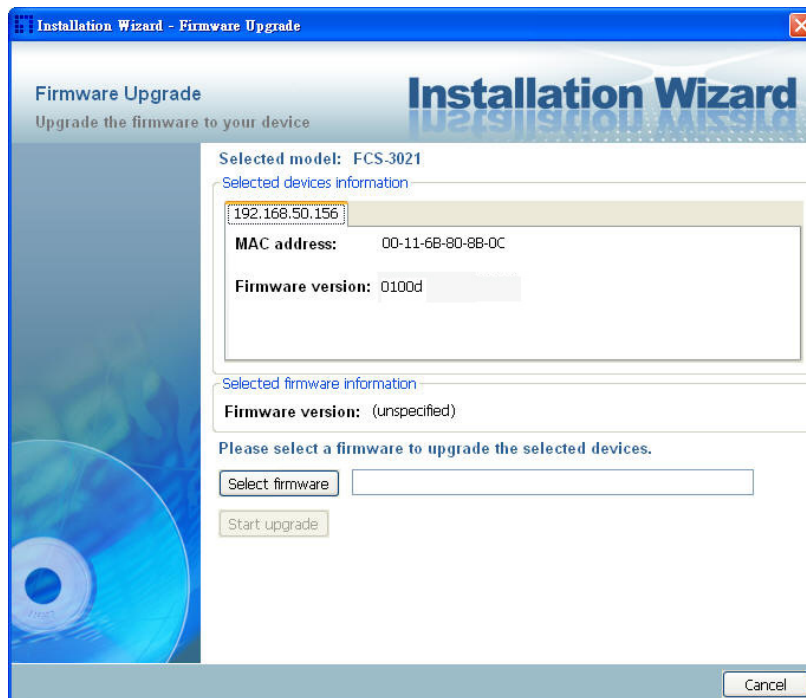 Installation Wizard - Firmware Upgrade
Firmware Upgrade
Upgrade the firmware to your device
Installation Wizard
Selected model: FCS-3021
Selected devices information
192.168.50.156
MAC address: 00-11-6B-80-8B-0C
Firmware version: 0100d
Selected firmware information
Firmware version: (unspecified)
Please select a firmware to upgrade the selected devices.
Select firmware
Start upgrade
Cancel